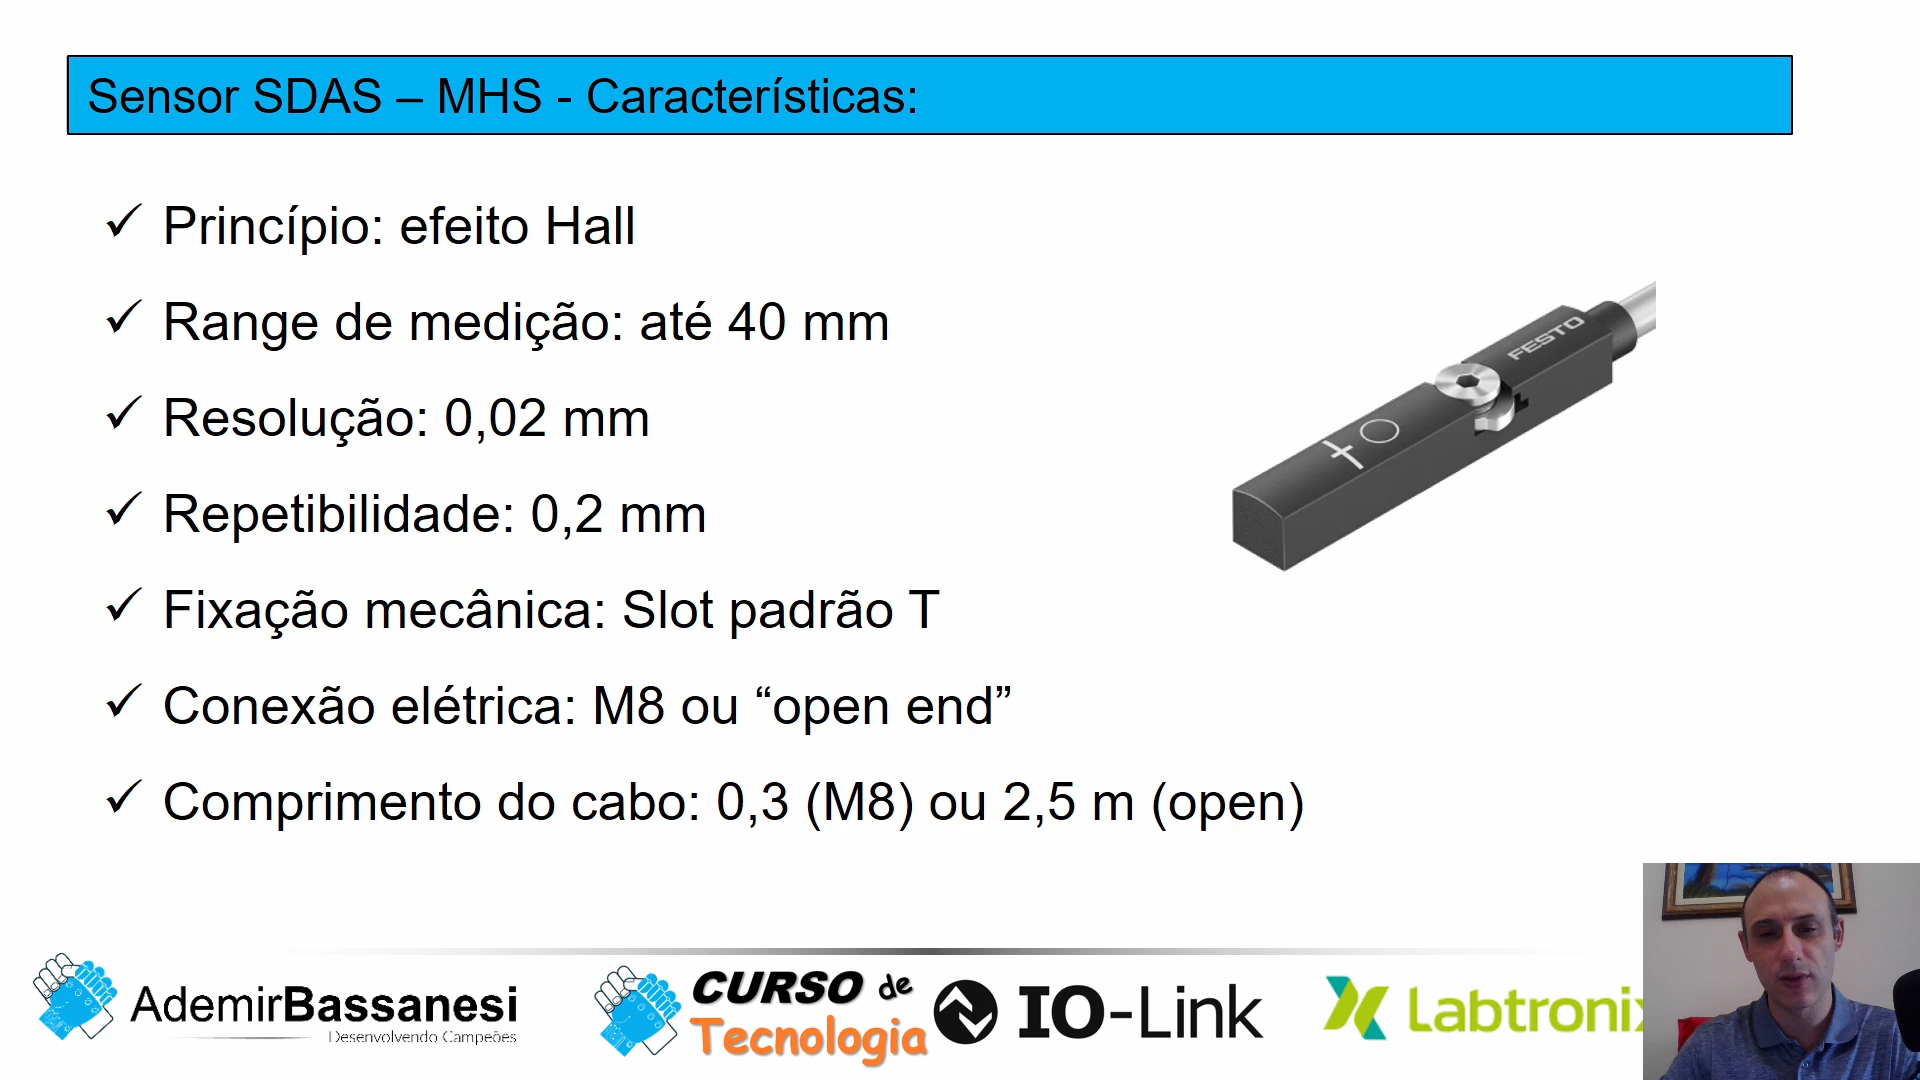 Sensor SDAS – MHS - Características:
✓ Princípio: efeito Hall
✓ Range de medição: até 40 mm
✓ Resolução: 0,02 mm
✓ Repetibilidade: 0,2 mm
✓ Fixação mecânica: Slot padrão T
✓ Conexão elétrica: M8 ou “open end”
✓ Comprimento do cabo: 0,3 (M8) ou 2,5 m (open)
FESTO
AdemirBassanesi
Desenvolvendo Campeões
CURSO de
Tecnologia
IO-Link
Labtronix